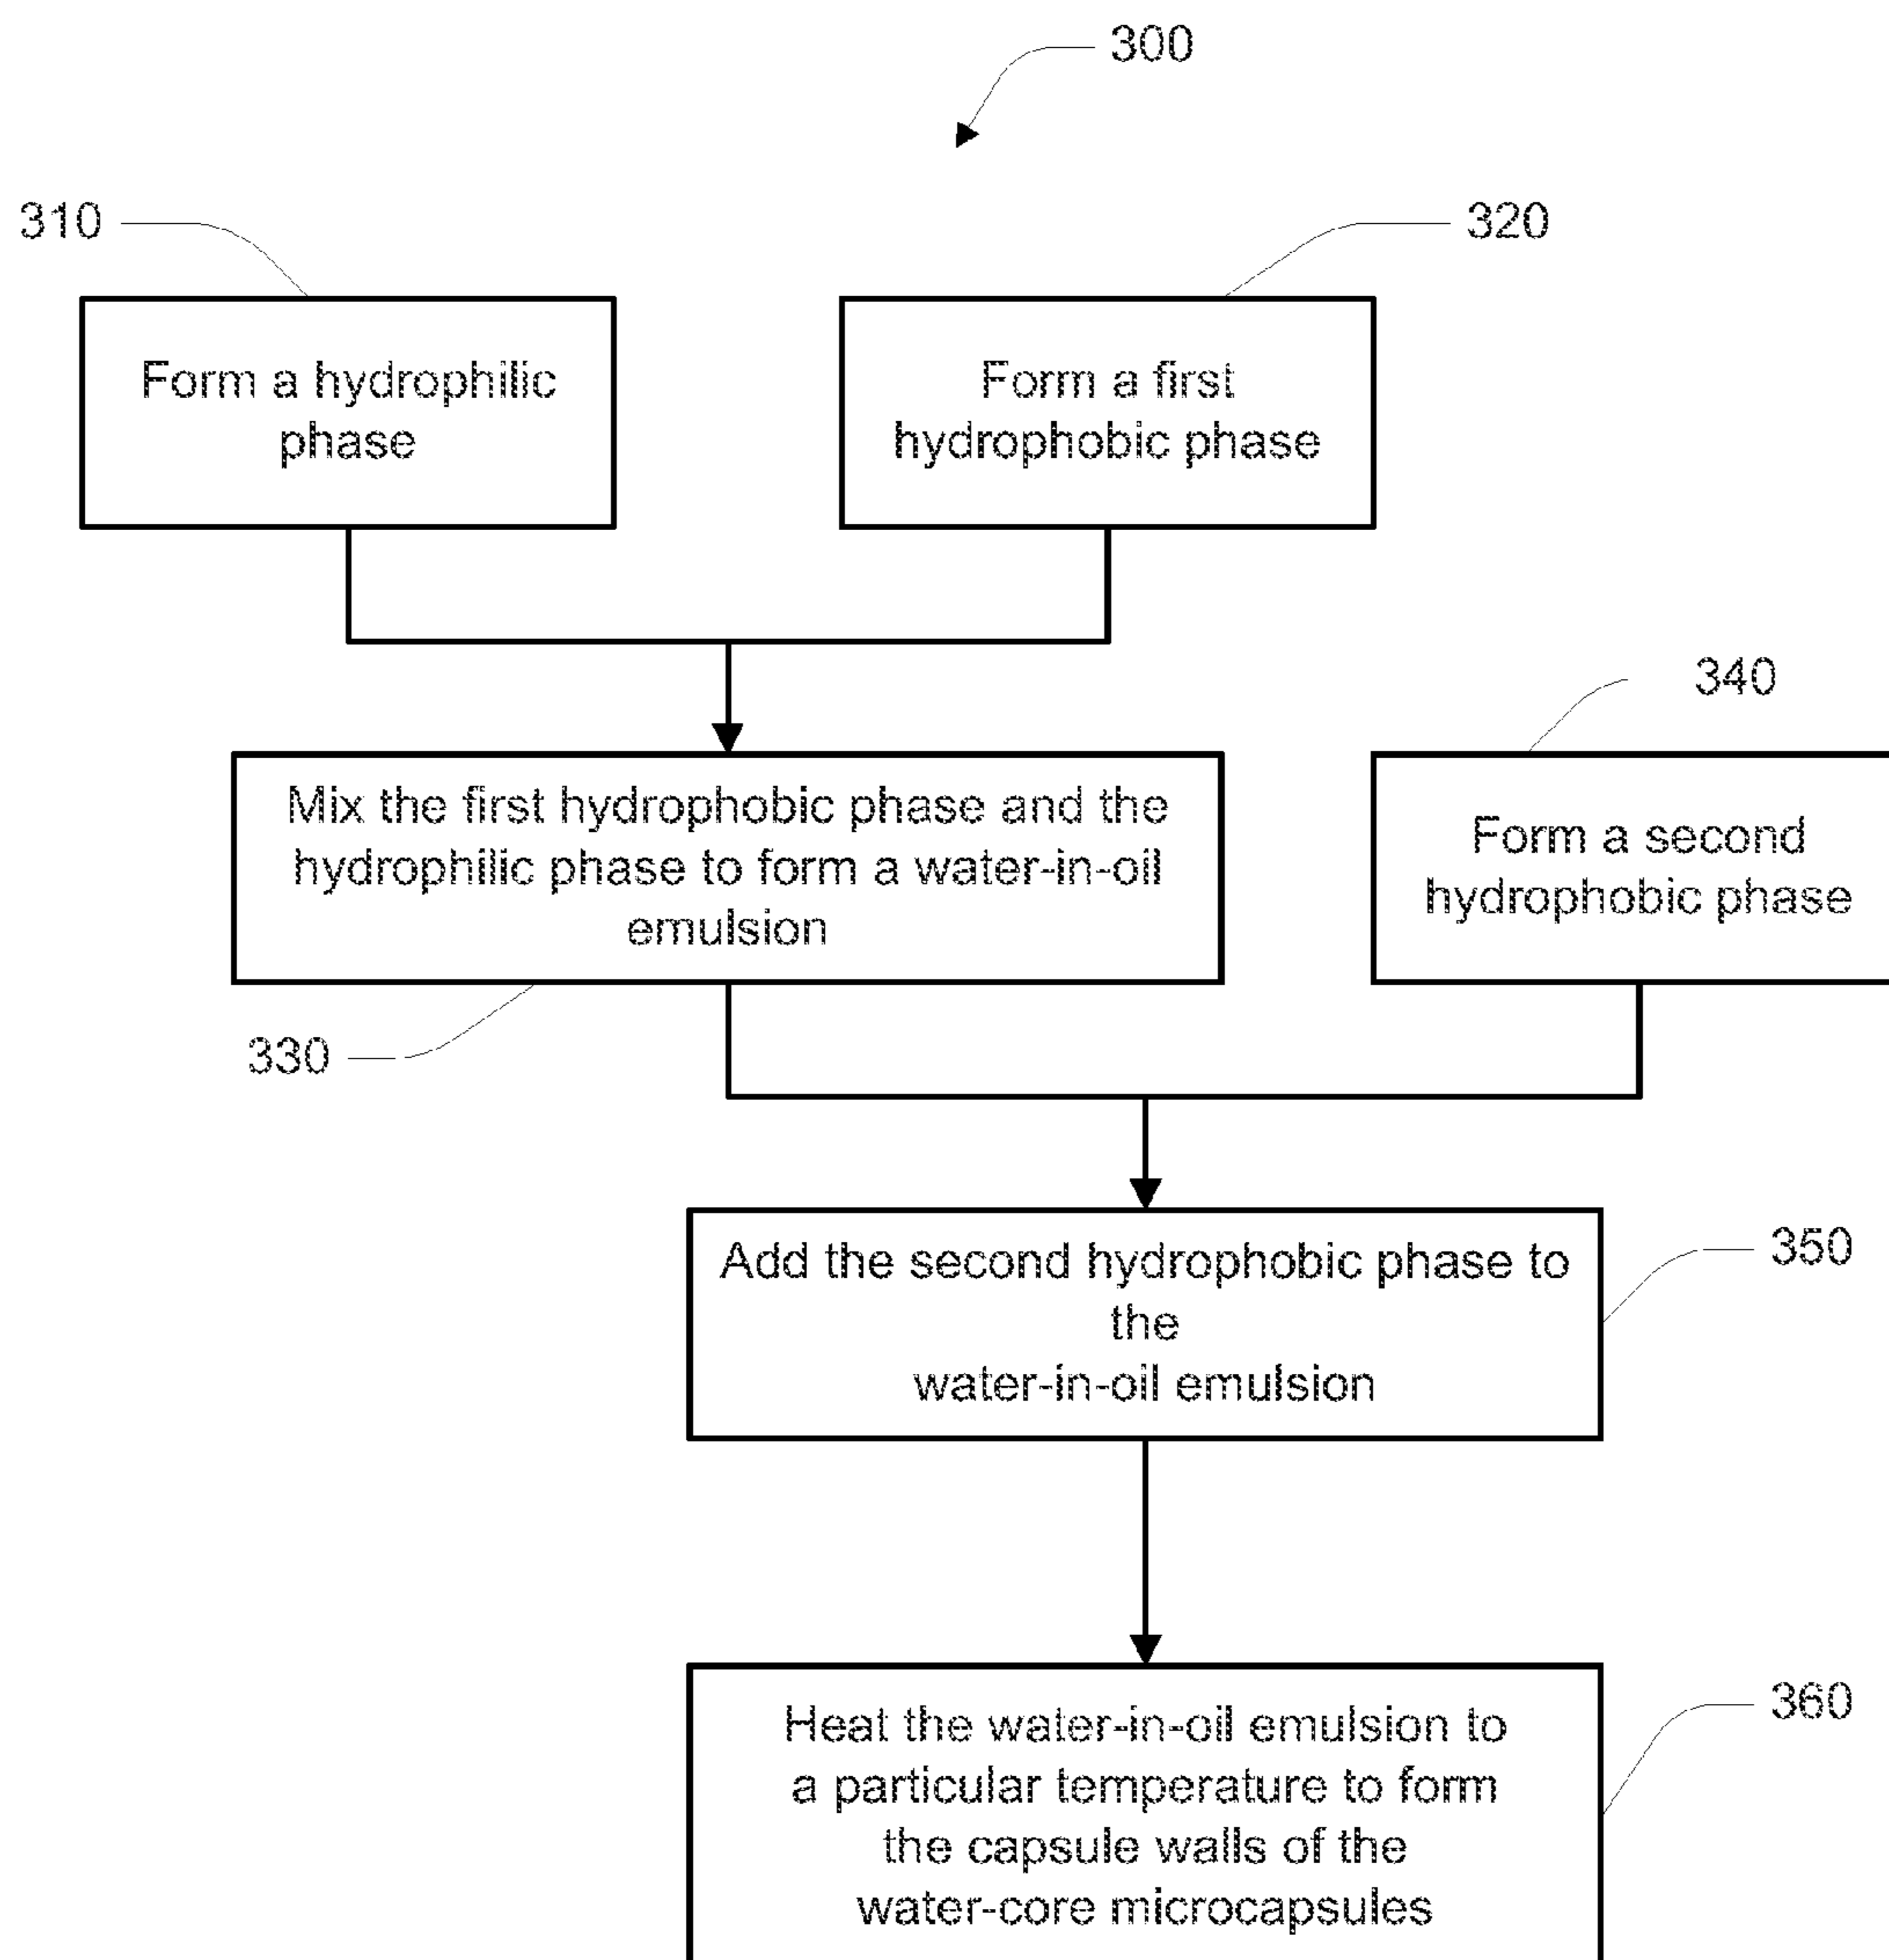 300
310
320
Form a hydrophilic
phase
Form a first
hydrophobic phase
340
Mix the first hydrophobic phase and the
hydrophilic phase to form a water-in-oil
emulsion
Form a second
hydrophobic phase
330
350
Add the second hydrophobic phase to
the
water-in-oil emulsion
360
Heat the water-in-oil emulsion to
a particular temperature to form
the capsule walls of the
water-core microcapsules